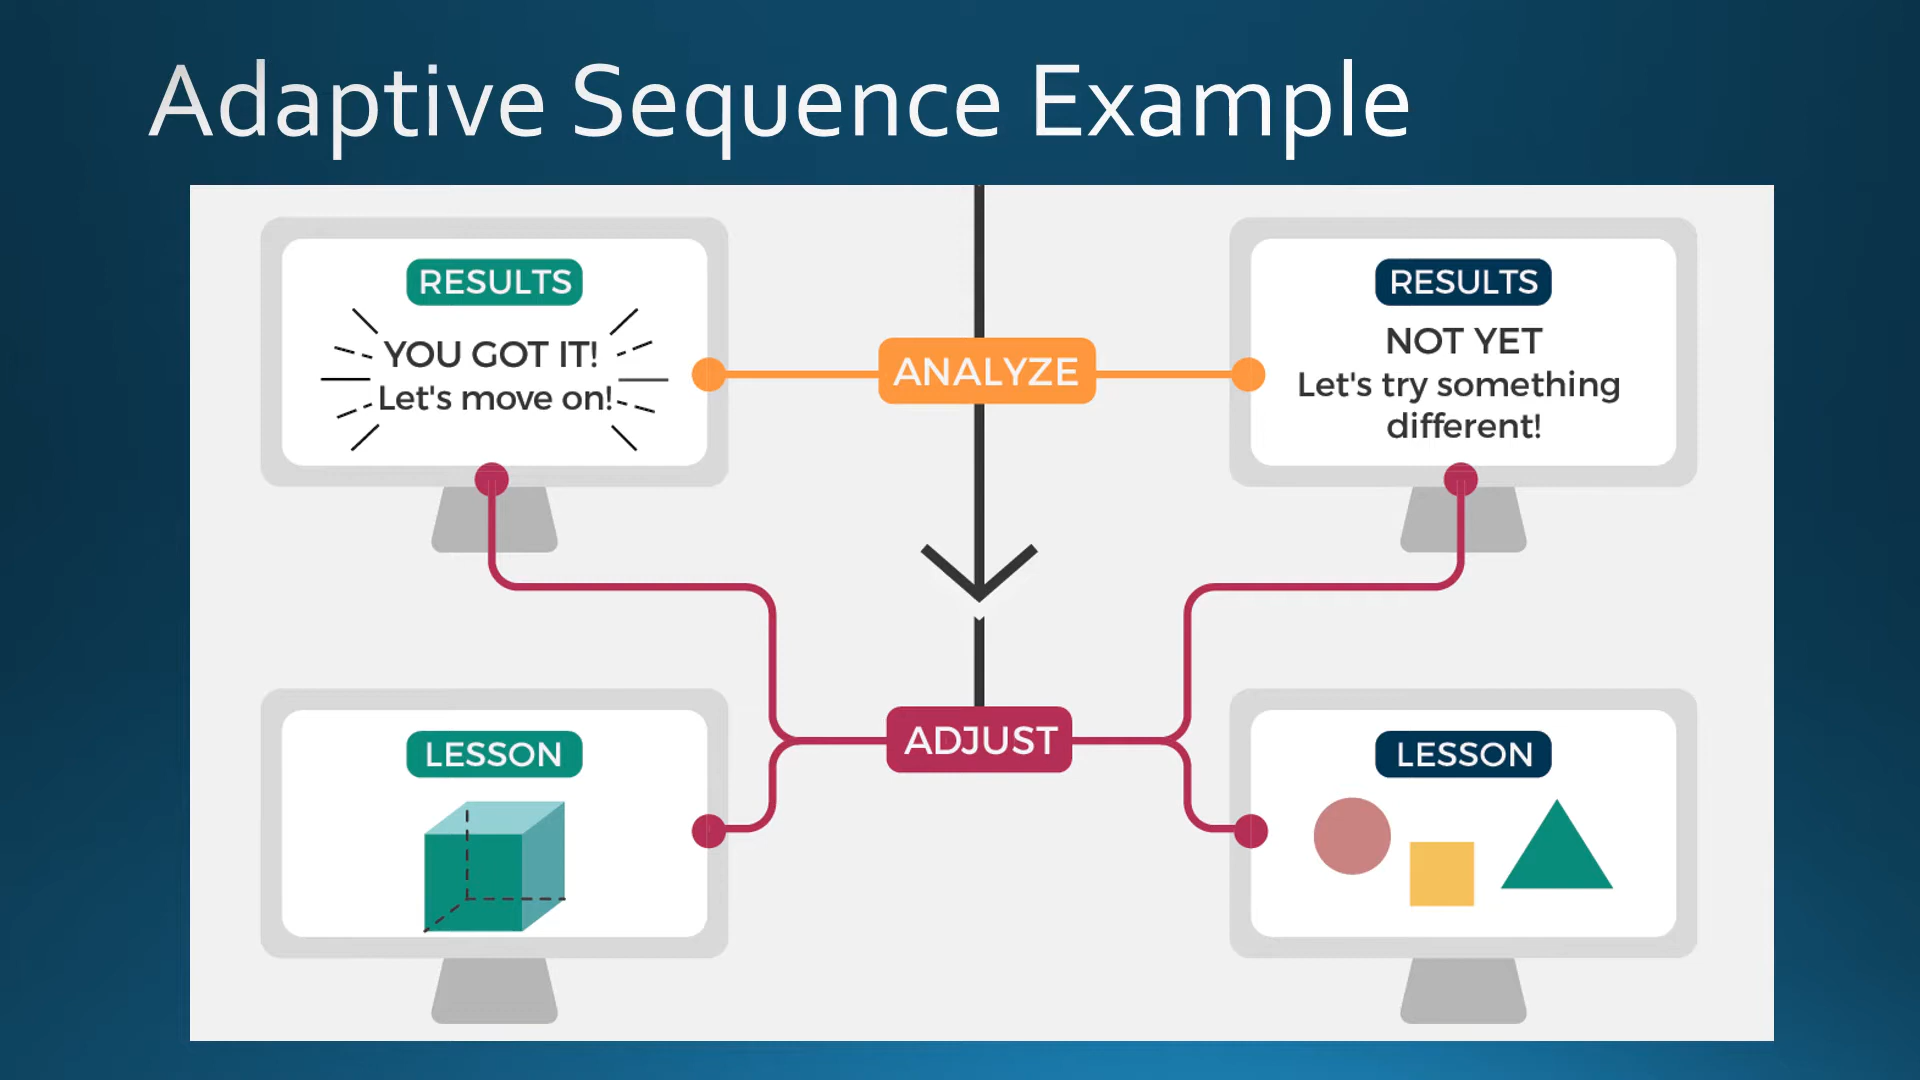 Adaptive Sequence Example
RESULTS
YOU GOT IT!
Let's move on!
ANALYZE
RESULTS
NOT YET
Let's try something
different!
ADJUST
LESSON
LESSON